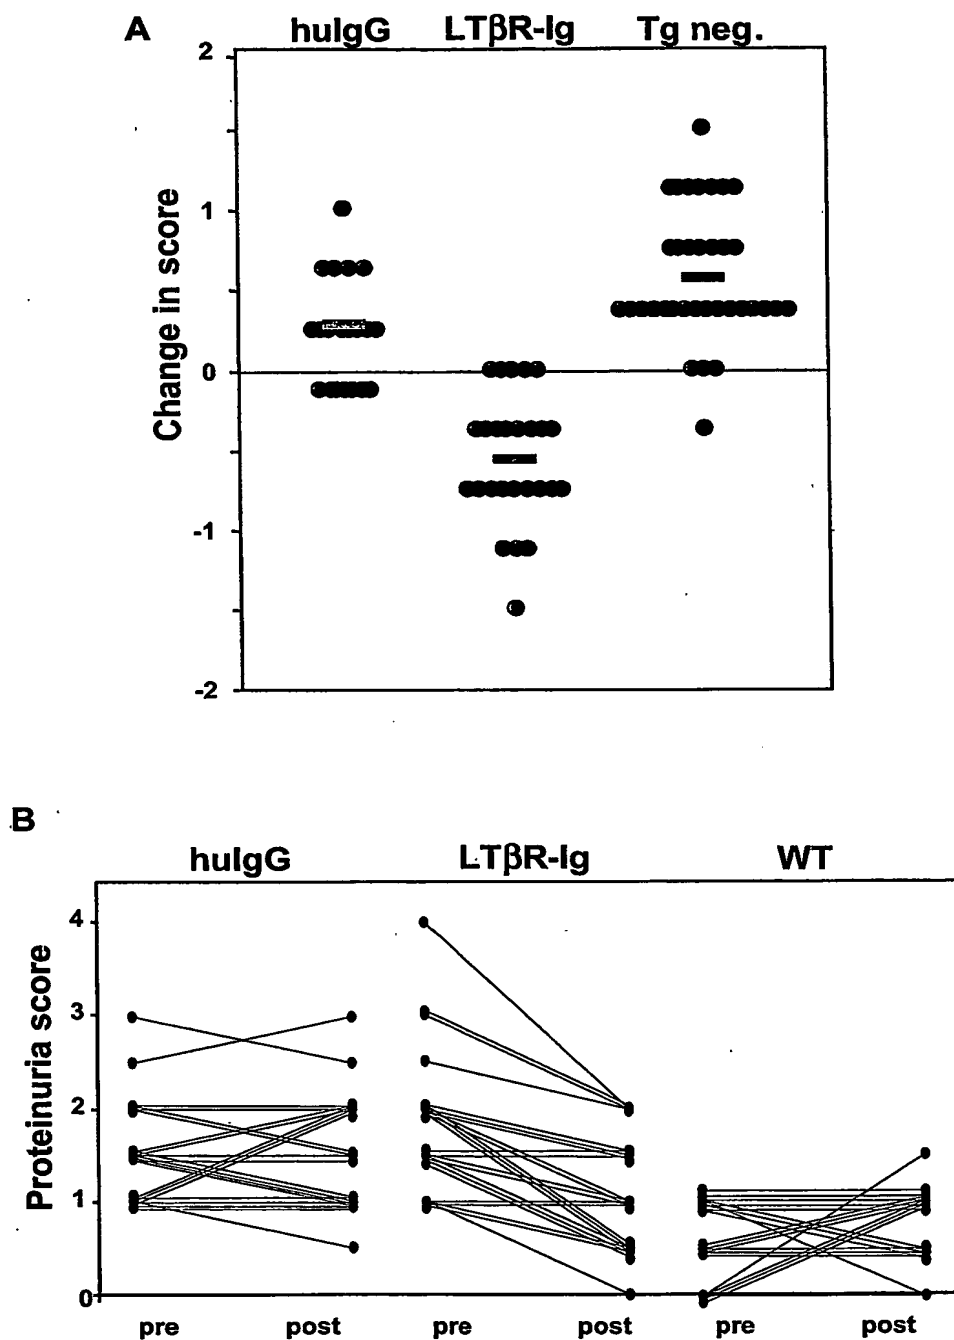 A
huIgG LTβR-Ig Tg neg.
2
1
0
-1
-2
Change in score
B
huIgG LTβR-Ig WT
4
3
2
1
0
Proteinuria score
pre post pre post pre post